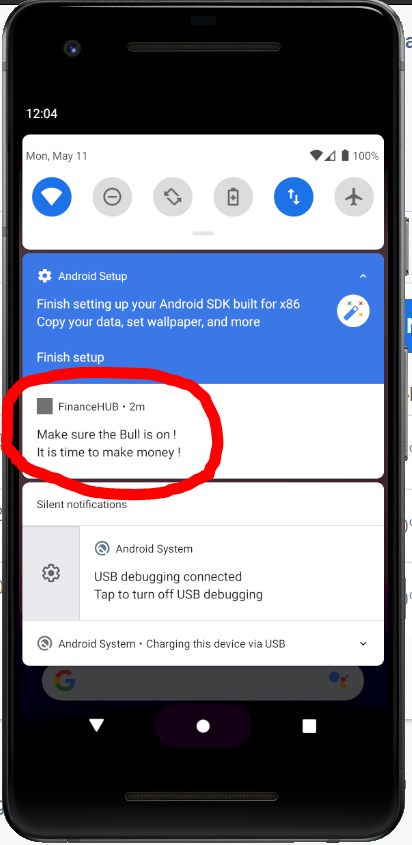 12:04
Mon, May 11
100%
Android Setup
Finish setting up your Android SDK built for x86
Copy your data, set wallpaper, and more
Finish setup
FinanceHUB • 2m
Make sure the Bull is on !
It is time to make money !
Silent notifications
Android System
USB debugging connected
Tap to turn off USB debugging
Android System • Charging this device via USB
G